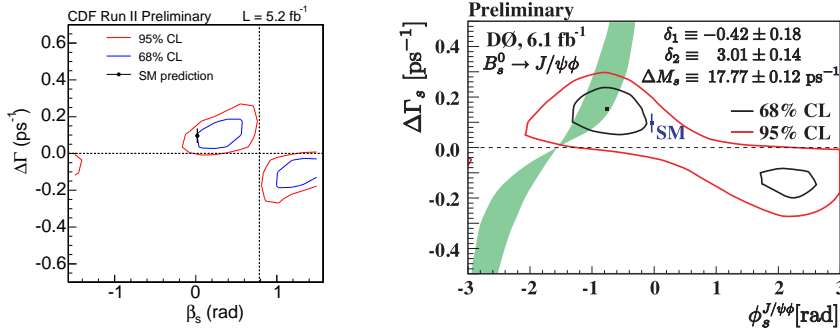 CDF Run II Preliminary L = 5.2 fb⁻¹
95% CL
68% CL
SM prediction
ΔΓ (ps⁻¹)
0.6
0.4
0.2
0.0
-0.2
-0.4
-0.6
-1 0 1
βₛ (rad)
Preliminary
DØ, 6.1 fb⁻¹
Bₛ⁰ → J/ψϕ
δ₁ ≡ −0.42 ± 0.18
δ₂ ≡ 3.01 ± 0.14
ΔMₛ ≡ 17.77 ± 0.12 ps⁻¹
68% CL
95% CL
SM
ΔΓₛ [ps⁻¹]
0.4
0.2
0.0
-0.2
-0.4
-3 -2 -1 0 1 2 3
ϕₛ^J/ψϕ [rad]